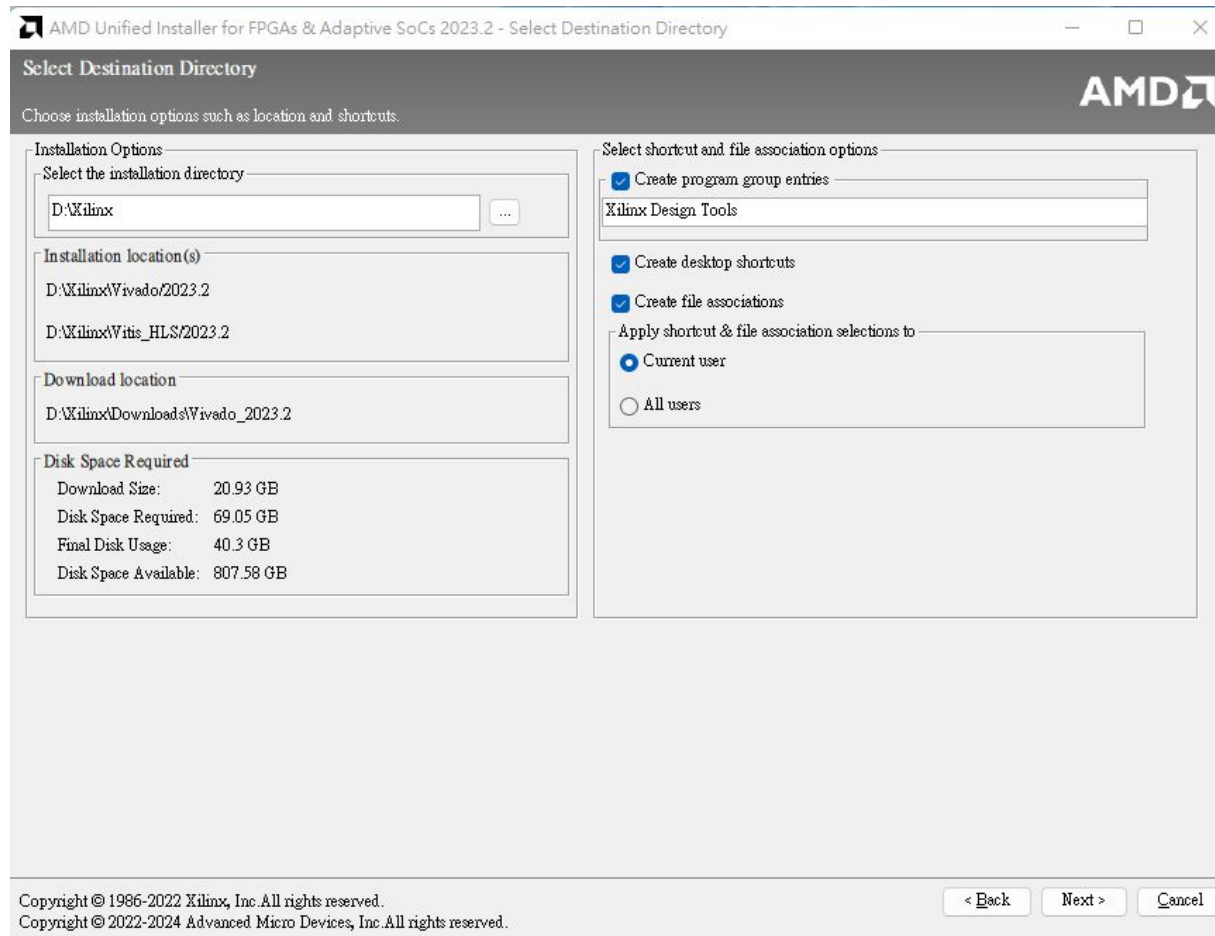 AMD Unified Installer for FPGAs & Adaptive SoCs 2023.2 - Select Destination Directory
Select Destination Directory
Choose installation options such as location and shortcuts.
AMD
Installation Options
Select the installation directory
D:\Xilinx
...
Installation location(s)
D:\Xilinx\Vivado/2023.2
D:\Xilinx\Vitis_HLS/2023.2
Download location
D:\Xilinx\Downloads\Vivado_2023.2
Disk Space Required
Download Size: 20.93 GB
Disk Space Required: 69.05 GB
Final Disk Usage: 40.3 GB
Disk Space Available: 807.58 GB
Select shortcut and file association options
Create program group entries
Xilinx Design Tools
Create desktop shortcuts
Create file associations
Apply shortcut & file association selections to
Current user
All users
Copyright © 1986-2022 Xilinx, Inc.All rights reserved.
Copyright © 2022-2024 Advanced Micro Devices, Inc.All rights reserved.
< Back
Next >
Cancel